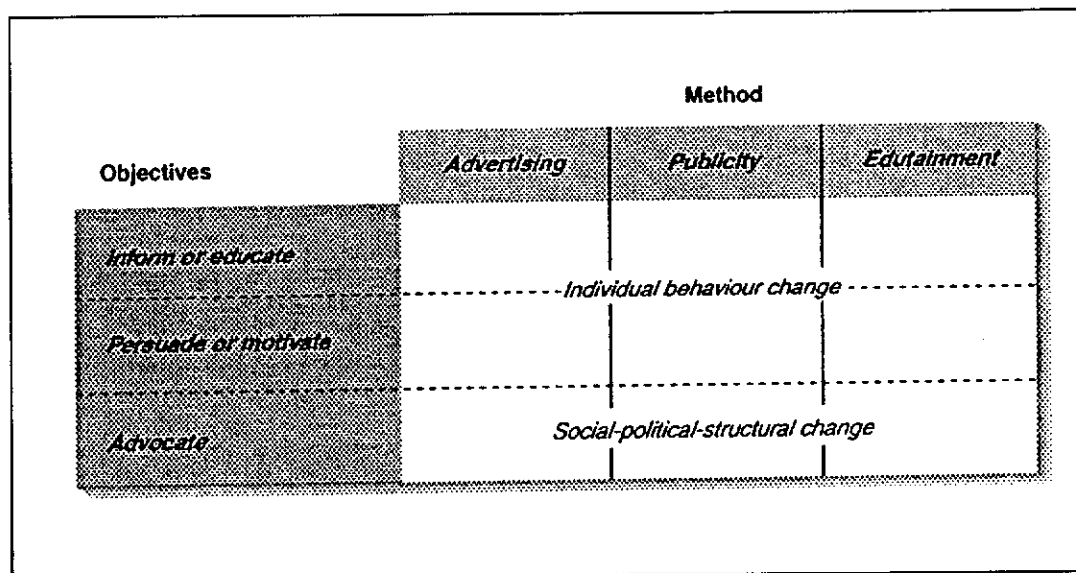 Method
Objectives
Advertising
Publicity
Edutainment
Inform or educate
Individual behaviour change
Persuade or motivate
Advocate
Social-political-structural change